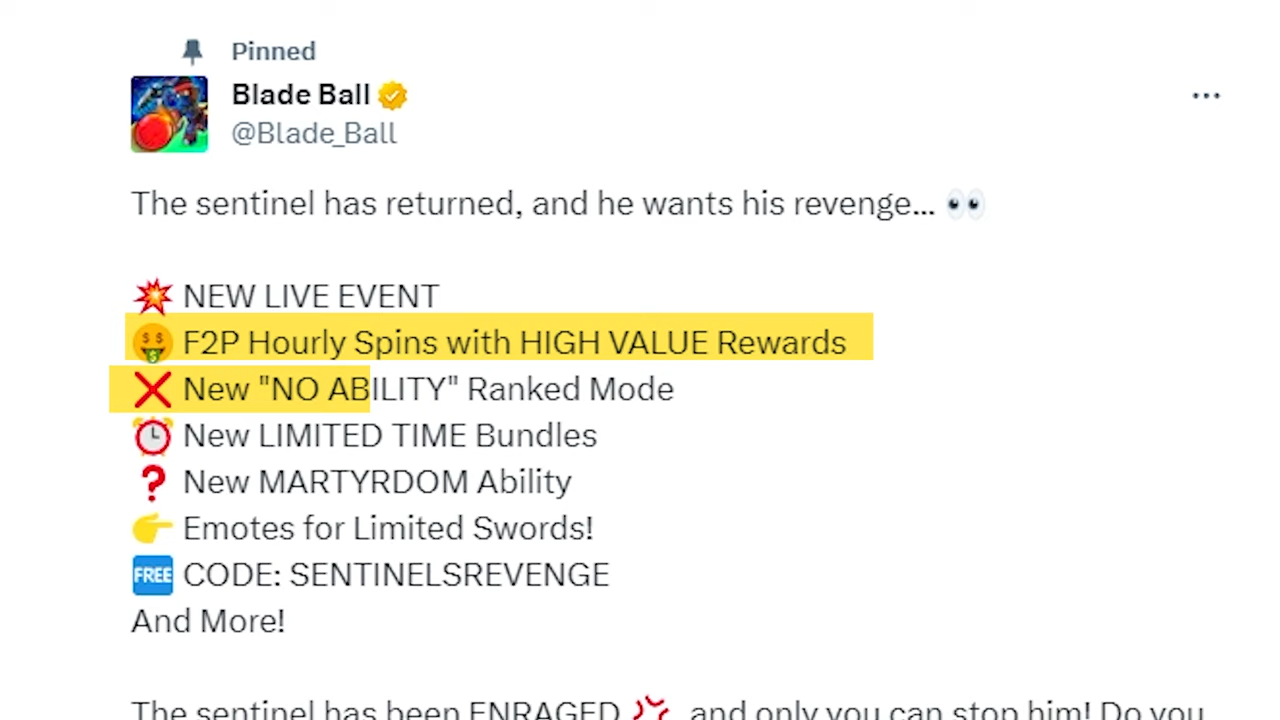 Pinned
Blade Ball
@Blade_Ball
The sentinel has returned, and he wants his revenge... 👀
💥 NEW LIVE EVENT
🤑 F2P Hourly Spins with HIGH VALUE Rewards
❌ New "NO ABILITY" Ranked Mode
⏰ New LIMITED TIME Bundles
❓ New MARTYRDOM Ability
👉 Emotes for Limited Swords!
🆓 CODE: SENTINELSREVENGE
And More!
The sentinel has been ENRAGED 💢, and only you can stop him! Do you